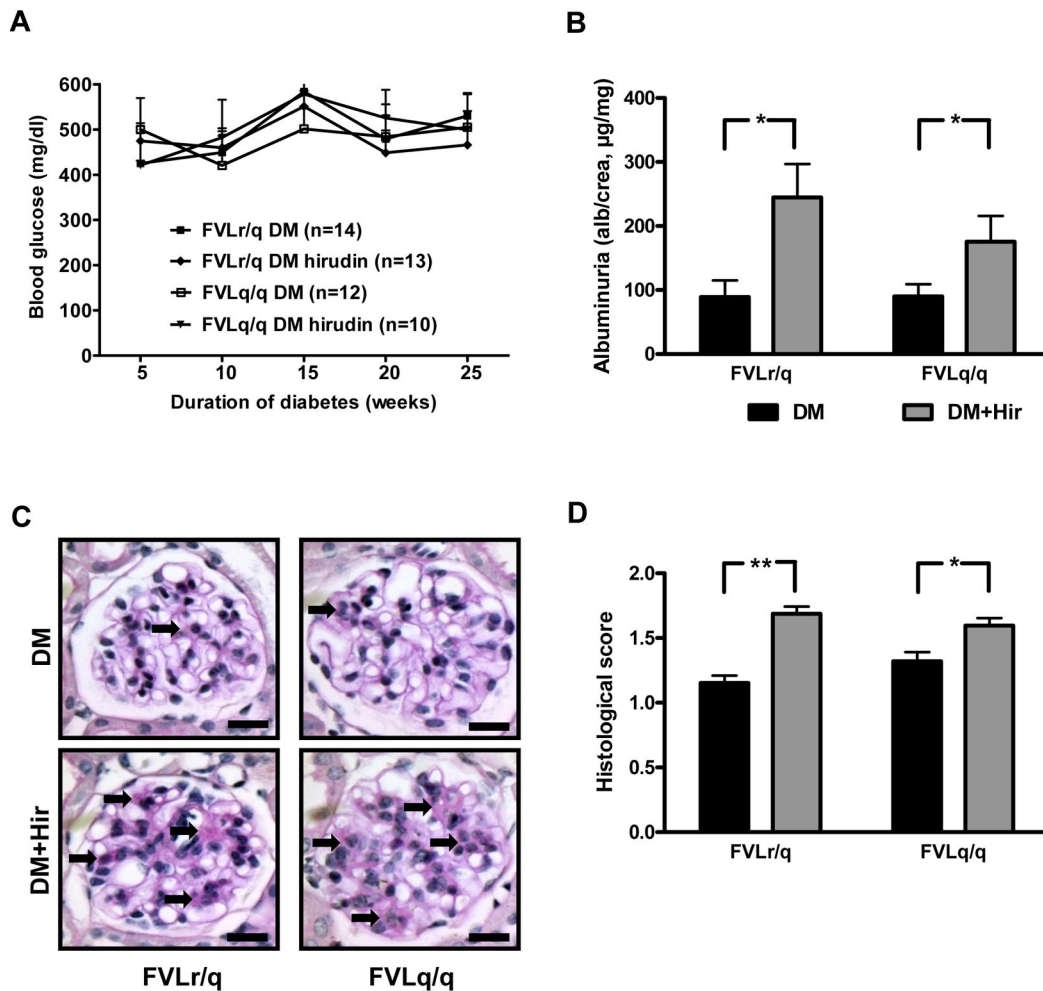 A
600
500
400
500
200
100
0
Blood glucose (mg/dl)
FVLr/q DM (n=14)
FVLr/q DM hirudin (n=13)
FVLq/q DM (n=12)
FVLq/q DM hirudin (n=10)
5 10 15 20 25
Duration of diabetes (weeks)
B
400
300
200
100
0
Albuminuria (alb/crea, µg/mg)
* *
FVLr/q FVLq/q
DM DM+Hir
C
DM
DM+Hir
FVLr/q FVLq/q
D
2.0
1.5
1.0
0.5
0.0
Histological score
** *
FVLr/q FVLq/q